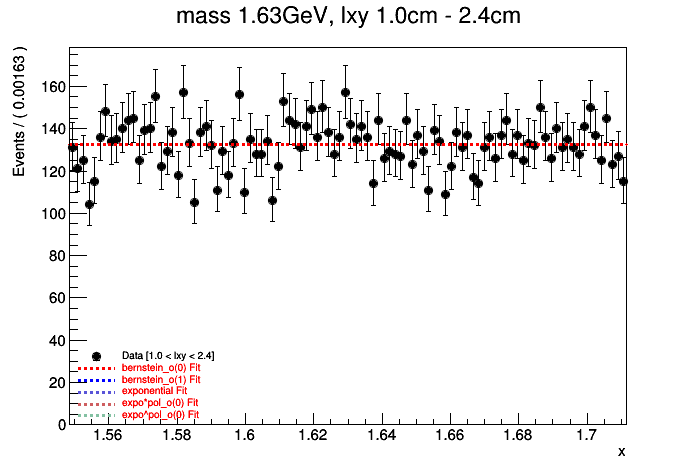 mass 1.63GeV, lxy 1.0cm - 2.4cm
Events / ( 0.00163 )
160
140
120
100
80
60
40
20
0
Data [1.0 < lxy < 2.4]
bernstein_o(0) Fit
bernstein_o(1) Fit
exponential Fit
expo*pol_o(0) Fit
expo^pol_o(0) Fit
1.56 1.58 1.6 1.62 1.64 1.66 1.68 1.7
x